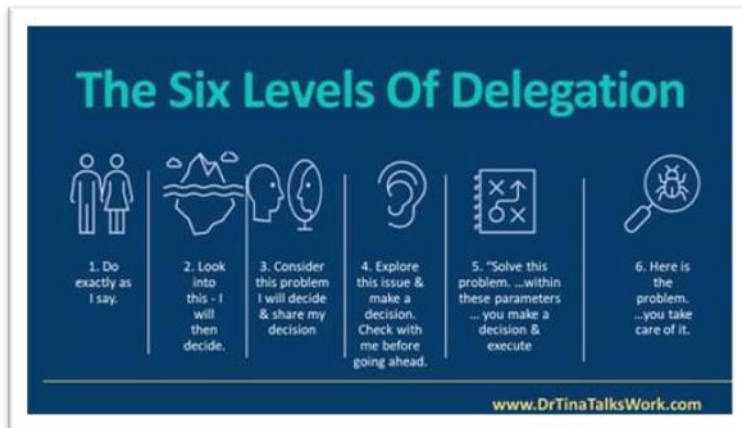 The Six Levels Of Delegation
1. Do
exactly as
I say.
2. Look
into
this - I
will
then
decide.
3. Consider
this problem
I will decide
& share my
decision
4. Explore
this issue &
make a
decision.
Check with
me before
going ahead.
5. "Solve this
problem. ...within
these parameters
... you make a
decision &
execute
6. Here is
the
problem.
...you take
care of it.
www.DrTinaTalksWork.com